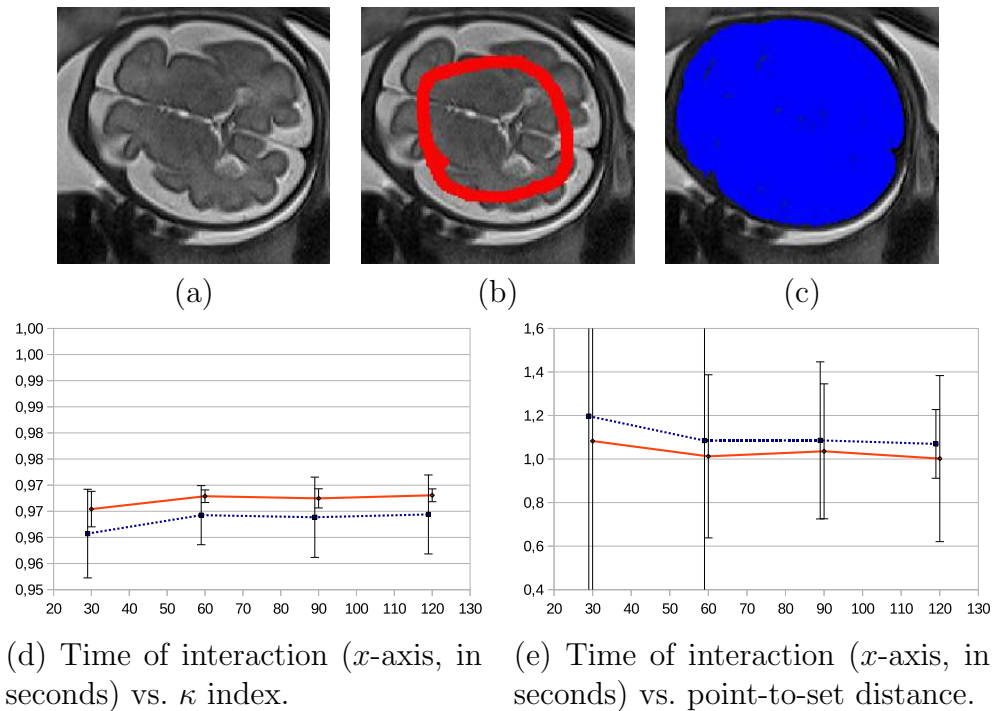 (a) (b) (c)
1,00
1,00
0,99
0,99
0,98
0,98
0,97
0,97
0,96
0,96
0,95
20 30 40 50 60 70 80 90 100 110 120 130
1,6
1,4
1,2
1,0
0,8
0,6
0,4
20 30 40 50 60 70 80 90 100 110 120 130
(d) Time of interaction (x-axis, in
seconds) vs. κ index.
(e) Time of interaction (x-axis, in
seconds) vs. point-to-set distance.